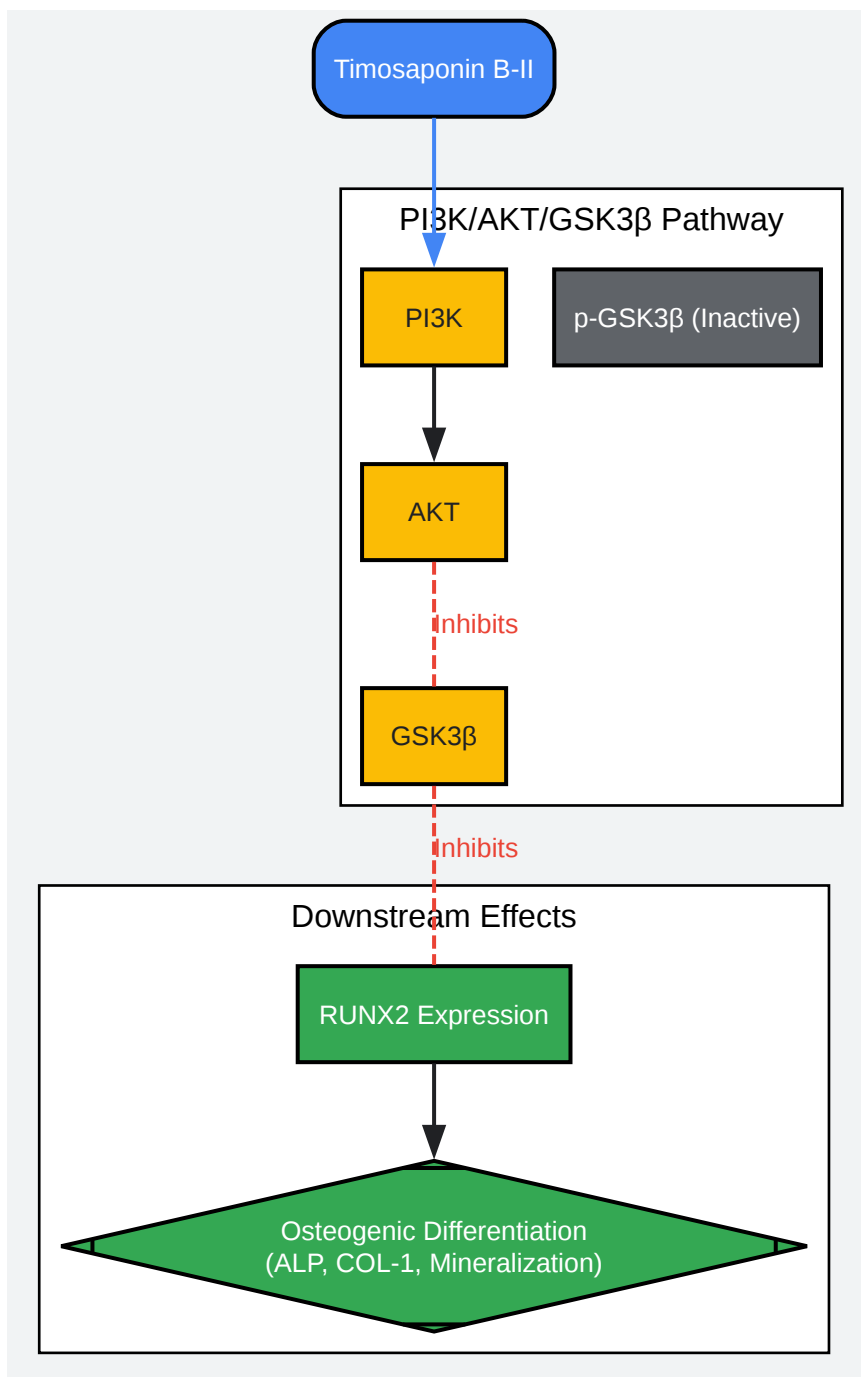 Timosaponin B-II
PI3K/AKT/GSK3β Pathway
PI3K
p-GSK3β (Inactive)
AKT
Inhibits
GSK3β
Inhibits
Downstream Effects
RUNX2 Expression
Osteogenic Differentiation
(ALP, COL-1, Mineralization)